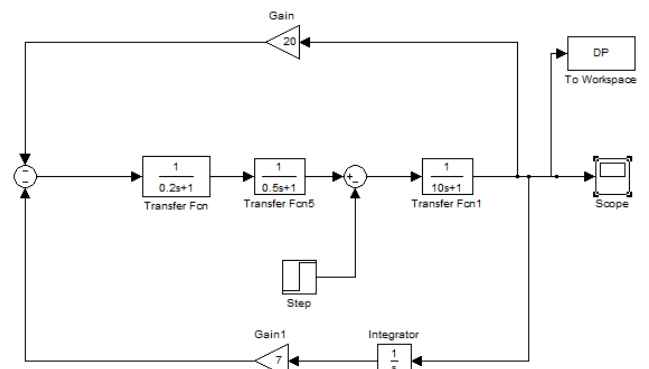 Gain
20
DP
To Workspace
1
0.2s+1
Transfer Fcn
1
0.5s+1
Transfer Fcn5
1
10s+1
Transfer Fcn1
Scope
Step
Gain1
7
Integrator
1
s